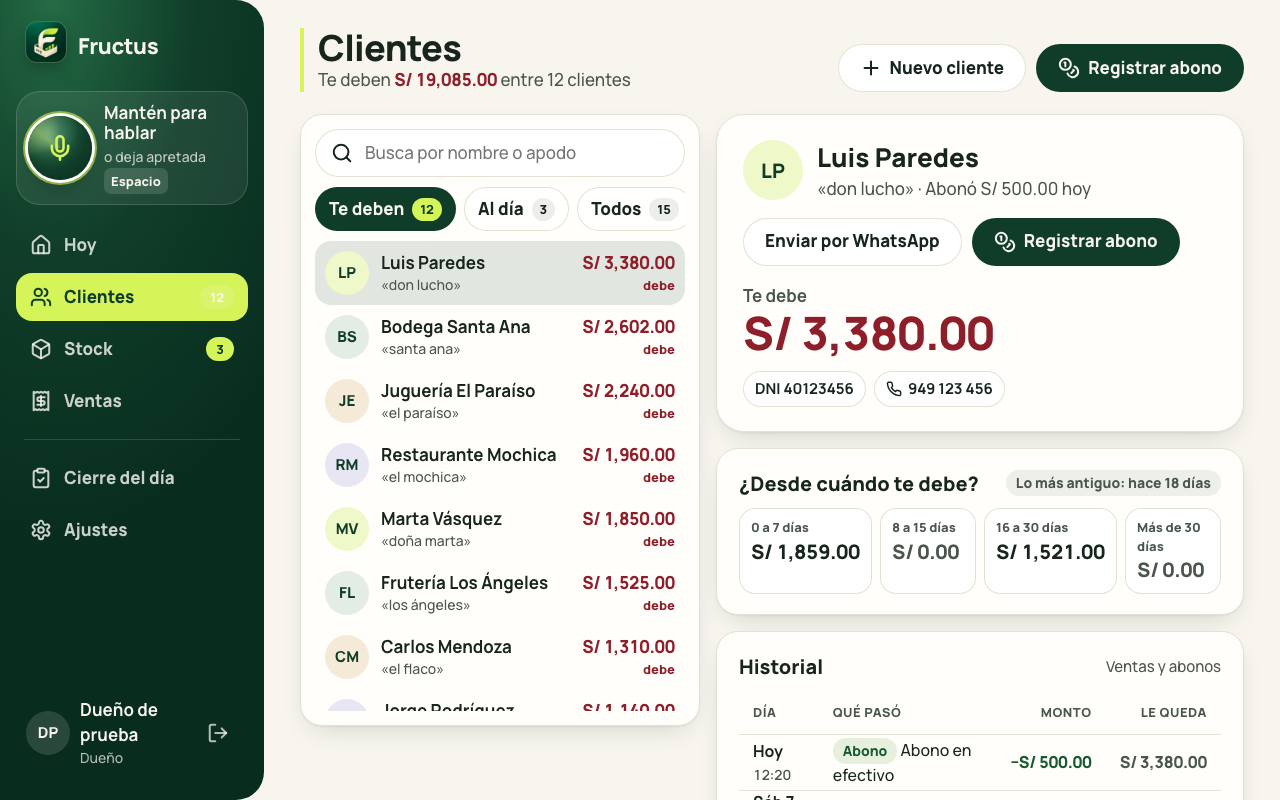 Fructus
Mantén para
hablar
o deja apretada
Espacio
Hoy
Clientes 12
Stock 3
Ventas
Cierre del día
Ajustes
DP
Dueño de
prueba
Dueño
Clientes
Te deben S/ 19,085.00 entre 12 clientes
Nuevo cliente
Registrar abono
Busca por nombre o apodo
Te deben 12
Al día 3
Todos 15
LP Luis Paredes S/ 3,380.00
«don lucho» debe
BS Bodega Santa Ana S/ 2,602.00
«santa ana» debe
JE Juguería El Paraíso S/ 2,240.00
«el paraíso» debe
RM Restaurante Mochica S/ 1,960.00
«el mochica» debe
MV Marta Vásquez S/ 1,850.00
«doña marta» debe
FL Frutería Los Ángeles S/ 1,525.00
«los ángeles» debe
CM Carlos Mendoza S/ 1,310.00
«el flaco» debe
Jorge Rodríguez S/ 1,140.00
LP
Luis Paredes
«don lucho» · Abonó S/ 500.00 hoy
Enviar por WhatsApp
Registrar abono
Te debe
S/ 3,380.00
DNI 40123456
949 123 456
¿Desde cuándo te debe?
Lo más antiguo: hace 18 días
0 a 7 días
S/ 1,859.00
8 a 15 días
S/ 0.00
16 a 30 días
S/ 1,521.00
Más de 30
días
S/ 0.00
Historial
Ventas y abonos
DÍA QUÉ PASÓ MONTO LE QUEDA
Hoy
12:20
Abono Abono en
efectivo
−S/ 500.00
S/ 3,380.00
Sáb 7